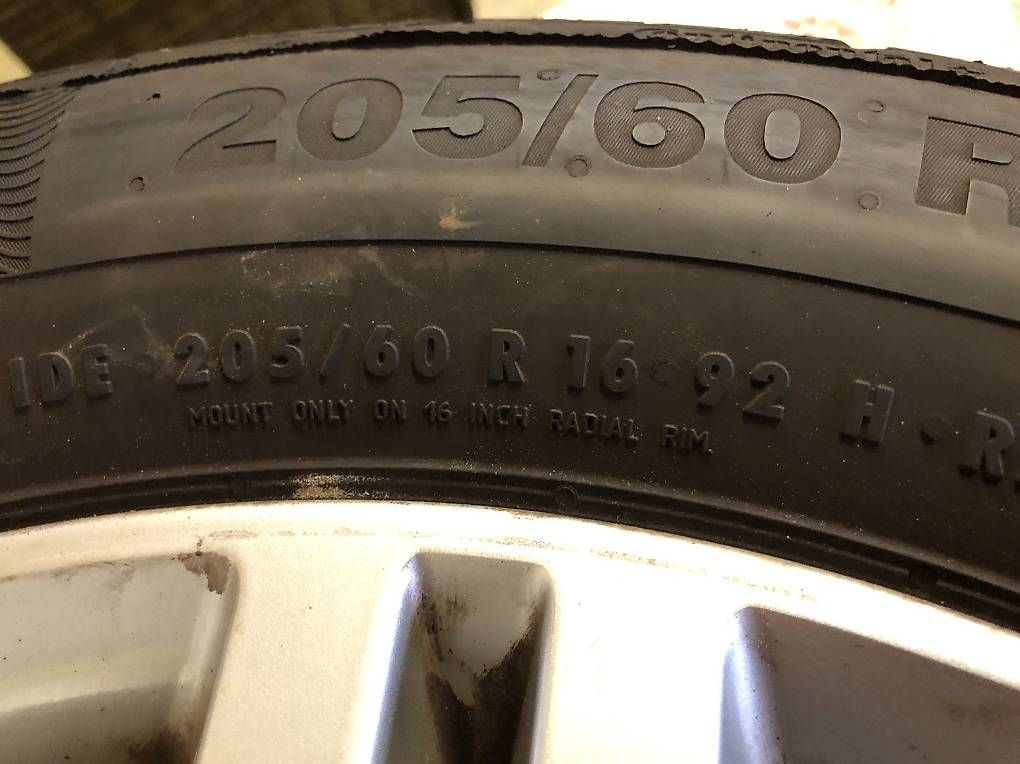 205/60 R
IDE 205/60 R 16 92 H R
MOUNT ONLY ON 16 INCH RADIAL RIM.